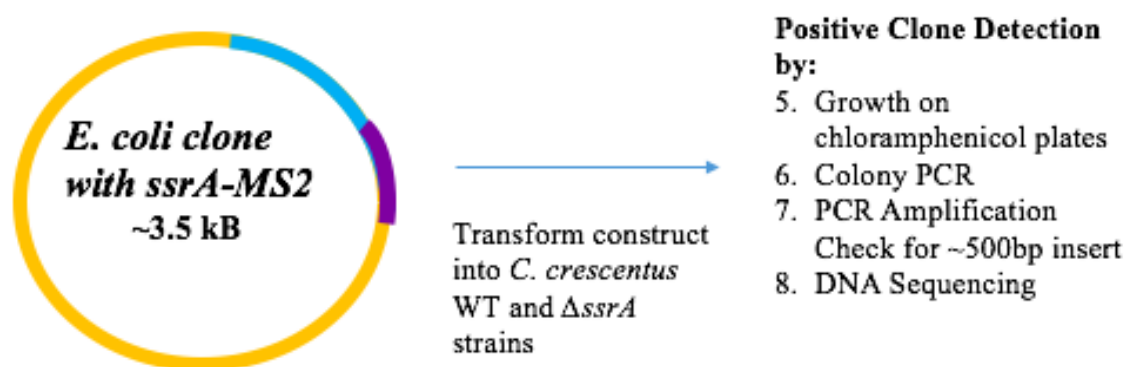 E. coli clone
with ssrA-MS2
~3.5 kB
Transform construct
into C. crescentus
WT and ΔssrA
strains
Positive Clone Detection
by:
5. Growth on
chloramphenicol plates
6. Colony PCR
7. PCR Amplification
Check for ~500bp insert
8. DNA Sequencing